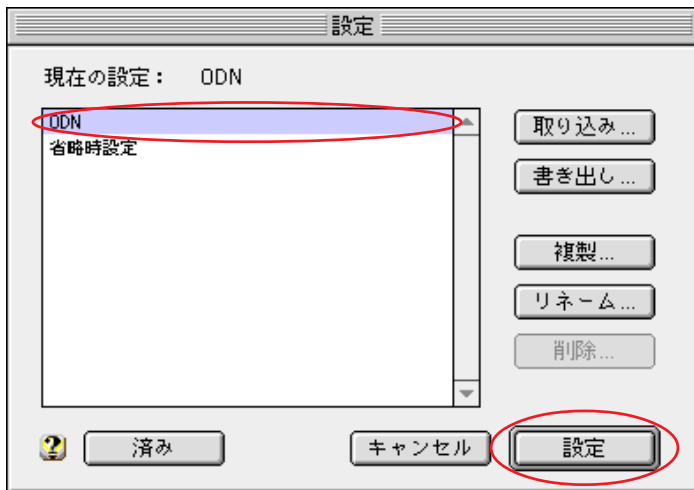 設定
現在の設定： ODN
ODN
省略時設定
取り込み...
書き出し...
複製...
リネーム...
削除...
済み
キャンセル
設定